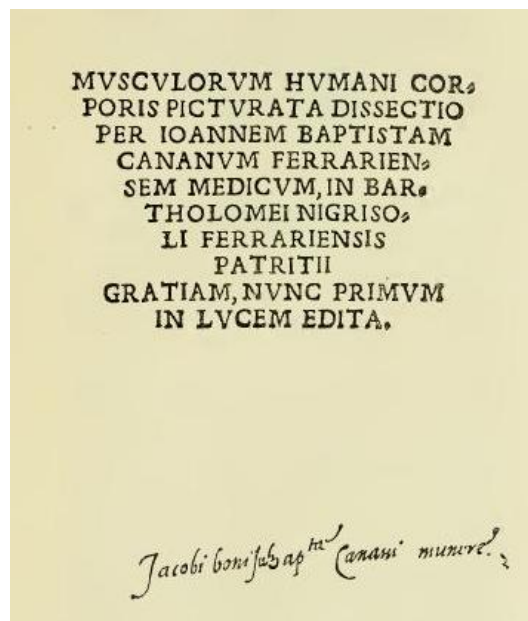 MVSCVLORVM HVMANI COR⸗
PORIS PICTVRATA DISSECTIO
PER IOANNEM BAPTISTAM
CANANVM FERRARIEN⸗
SEM MEDICVM, IN BAR⸗
THOLOMEI NIGRISO⸗
LI FERRARIENSIS
PATRITII
GRATIAM, NVNC PRIMVM
IN LVCEM EDITA.
Jacobi boni Canani munere.